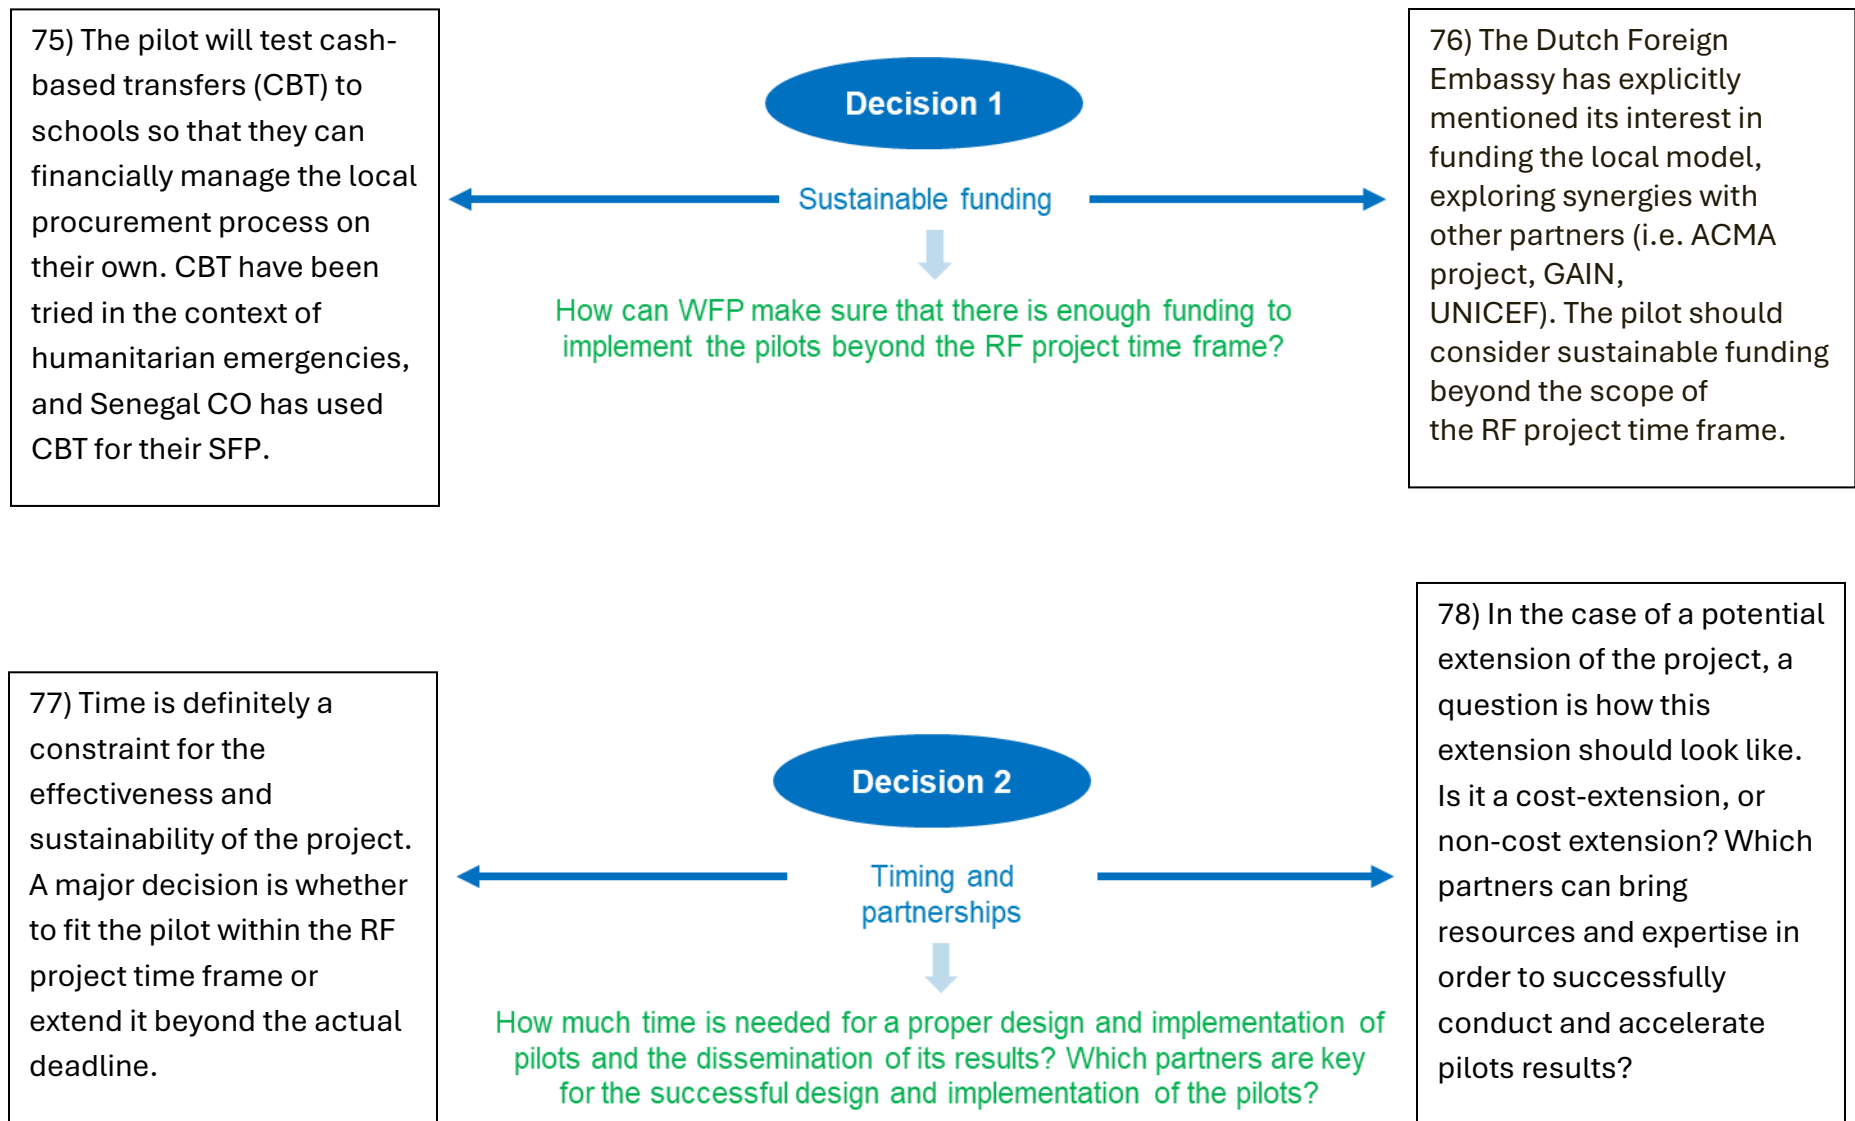 75) The pilot will test cash-
based transfers (CBT) to
schools so that they can
financially manage the local
procurement process on
their own. CBT have been
tried in the context of
humanitarian emergencies,
and Senegal CO has used
CBT for their SFP.
Decision 1
Sustainable funding
How can WFP make sure that there is enough funding to
implement the pilots beyond the RF project time frame?
76) The Dutch Foreign
Embassy has explicitly
mentioned its interest in
funding the local model,
exploring synergies with
other partners (i.e. ACMA
project, GAIN,
UNICEF). The pilot should
consider sustainable funding
beyond the scope of
the RF project time frame.
77) Time is definitely a
constraint for the
effectiveness and
sustainability of the project.
A major decision is whether
to fit the pilot within the RF
project time frame or
extend it beyond the actual
deadline.
Decision 2
Timing and
partnerships
How much time is needed for a proper design and implementation of
pilots and the dissemination of its results? Which partners are key
for the successful design and implementation of the pilots?
78) In the case of a potential
extension of the project, a
question is how this
extension should look like.
Is it a cost-extension, or
non-cost extension? Which
partners can bring
resources and expertise in
order to successfully
conduct and accelerate
pilots results?